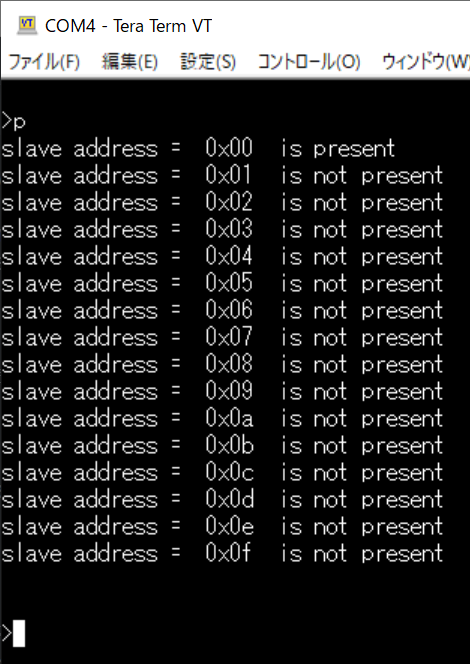 COM4 - Tera Term VT
ファイル(F) 編集(E) 設定(S) コントロール(O) ウィンドウ(W
>p
slave address = 0x00 is present
slave address = 0x01 is not present
slave address = 0x02 is not present
slave address = 0x03 is not present
slave address = 0x04 is not present
slave address = 0x05 is not present
slave address = 0x06 is not present
slave address = 0x07 is not present
slave address = 0x08 is not present
slave address = 0x09 is not present
slave address = 0x0a is not present
slave address = 0x0b is not present
slave address = 0x0c is not present
slave address = 0x0d is not present
slave address = 0x0e is not present
slave address = 0x0f is not present
>